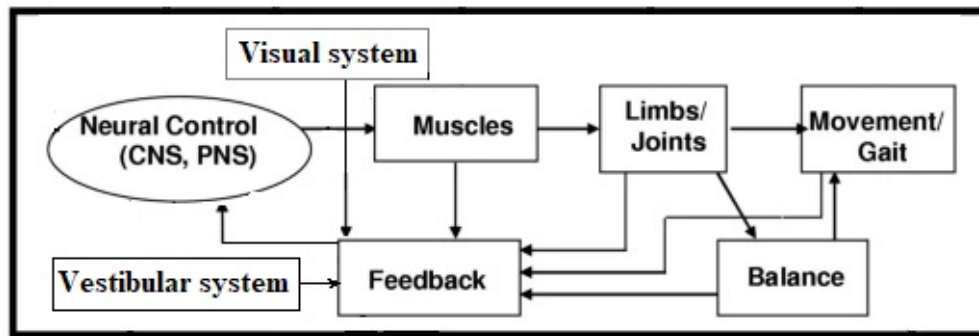 Visual system
Neural Control
(CNS, PNS)
Muscles
Limbs/
Joints
Movement/
Gait
Vestibular system
Feedback
Balance